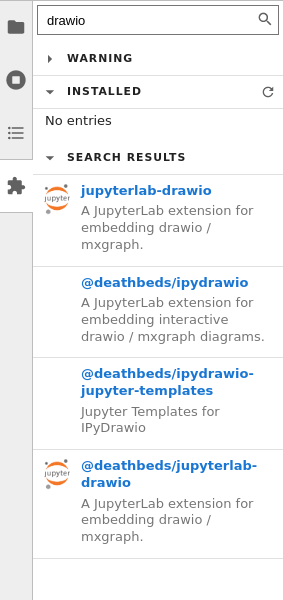 drawio
WARNING
INSTALLED
No entries
SEARCH RESULTS
jupyter
jupyterlab-drawio
A JupyterLab extension for
embedding drawio /
mxgraph.
@deathbeds/ipydrawio
A JupyterLab extension for
embedding interactive
drawio / mxgraph diagrams.
@deathbeds/ipydrawio-
jupyter-templates
Jupyter Templates for
IPyDrawio
jupyter
@deathbeds/jupyterlab-
drawio
A JupyterLab extension for
embedding drawio /
mxgraph.